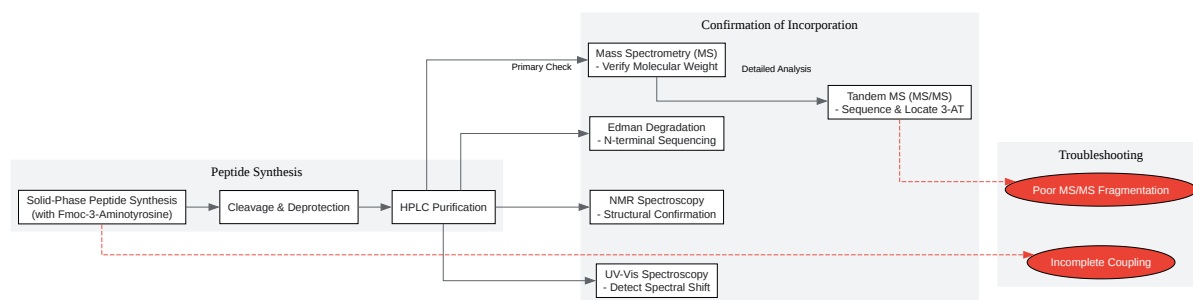 Confirmation of Incorporation
Mass Spectrometry (MS)
- Verify Molecular Weight
Primary Check
Detailed Analysis
Tandem MS (MS/MS)
- Sequence & Locate 3-AT
Edman Degradation
- N-terminal Sequencing
Troubleshooting
Peptide Synthesis
Poor MS/MS Fragmentation
Solid-Phase Peptide Synthesis
(with Fmoc-3-Aminotyrosine)
Cleavage & Deprotection
HPLC Purification
NMR Spectroscopy
- Structural Confirmation
Incomplete Coupling
UV-Vis Spectroscopy
- Detect Spectral Shift